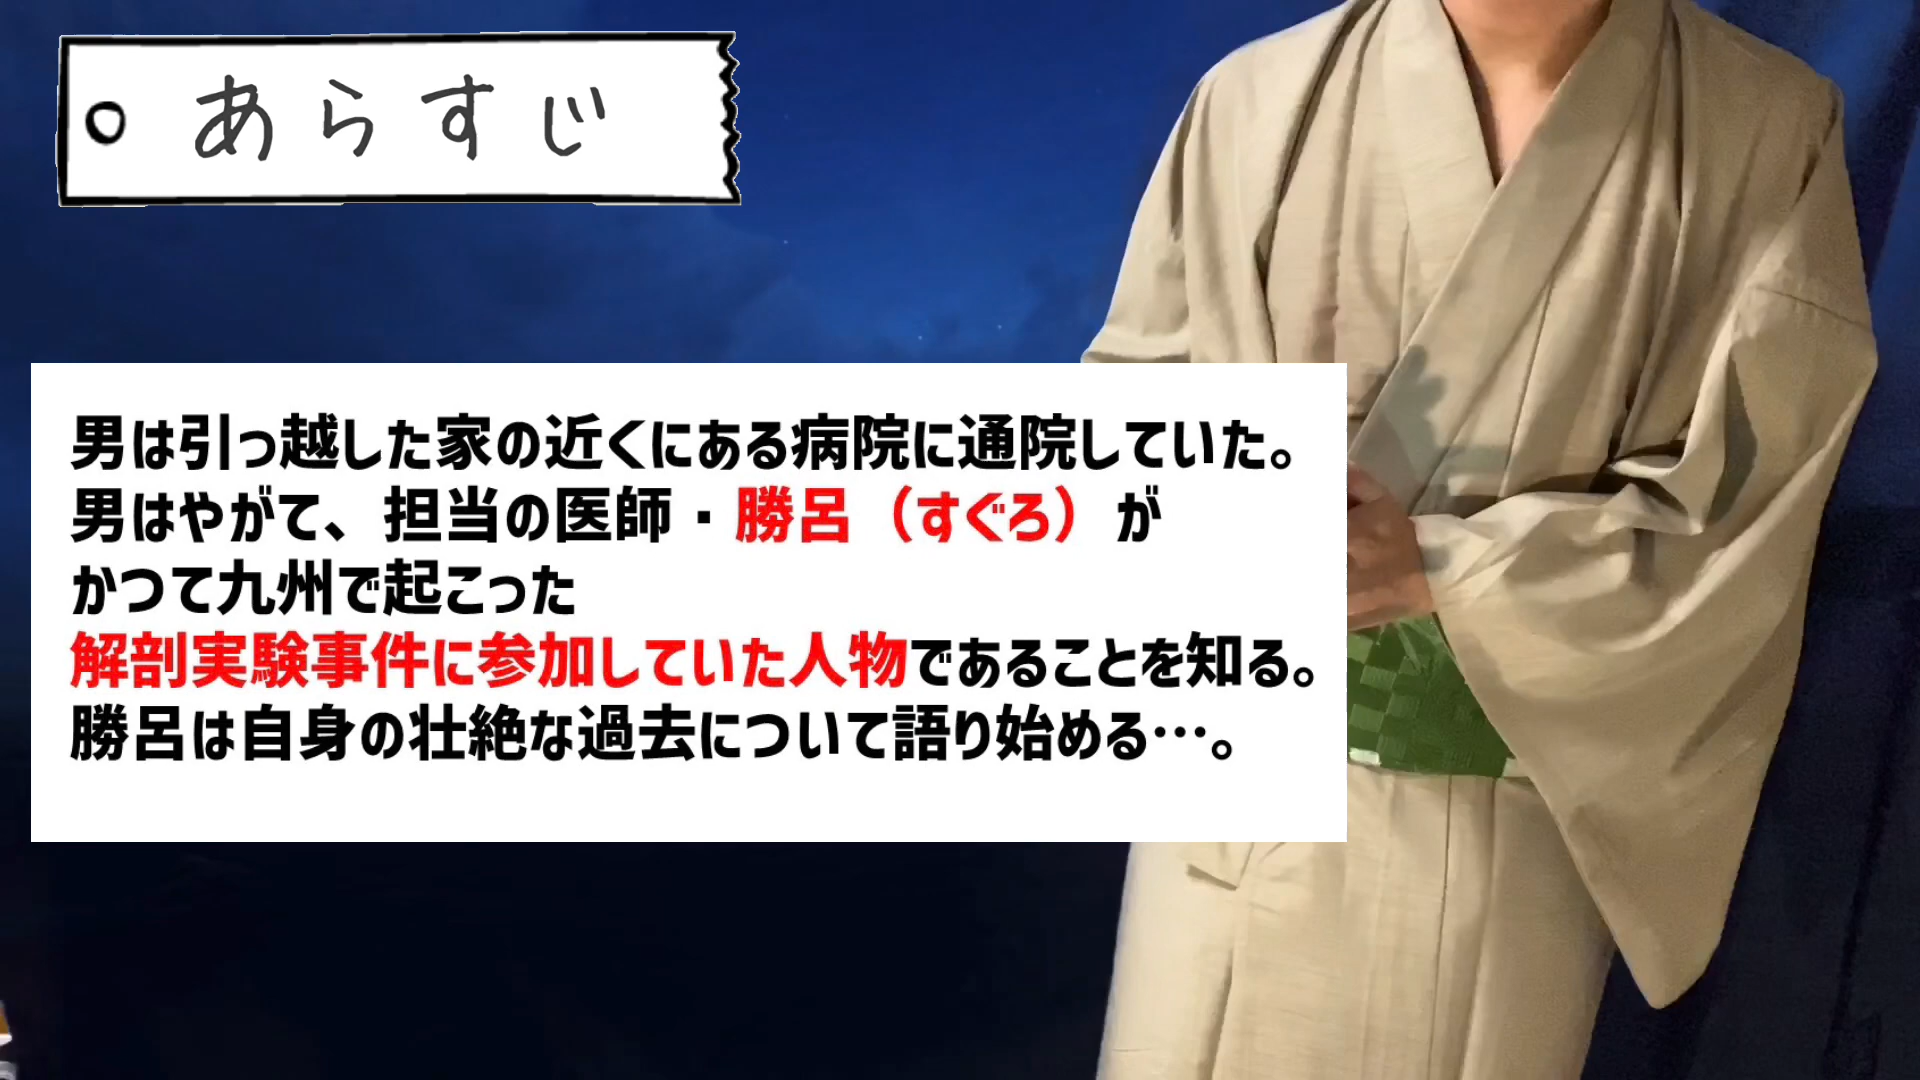 あらすじ
男は引っ越した家の近くにある病院に通院していた。
男はやがて、担当の医師・勝呂（すぐろ）が
かつて九州で起こった
解剖実験事件に参加していた人物であることを知る。
勝呂は自身の壮絶な過去について語り始める…。